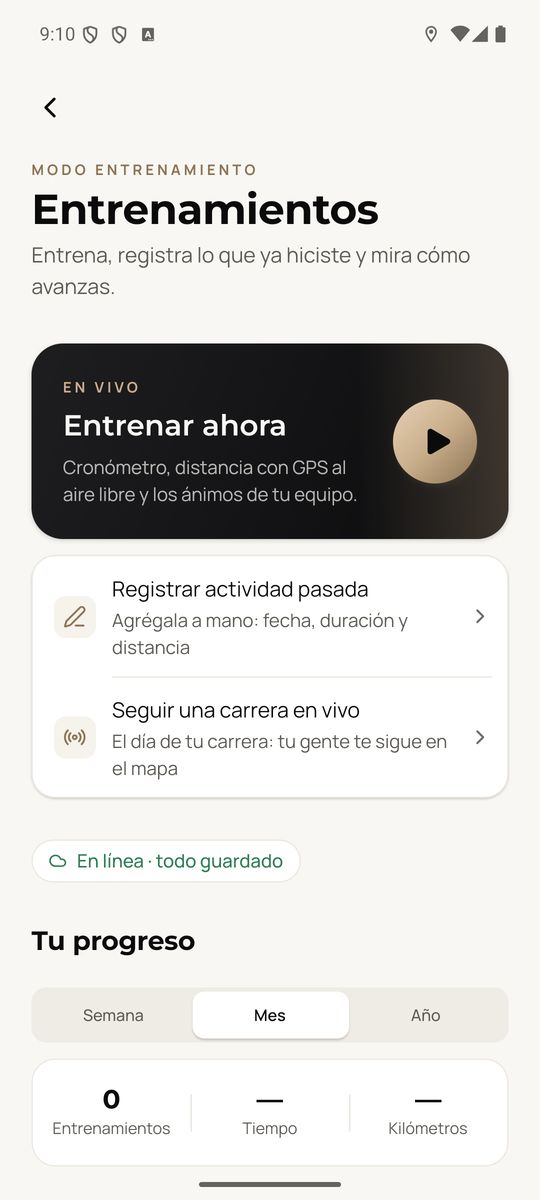 9:10
MODO ENTRENAMIENTO
Entrenamientos
Entrena, registra lo que ya hiciste y mira cómo
avanzas.
EN VIVO
Entrenar ahora
Cronómetro, distancia con GPS al
aire libre y los ánimos de tu equipo.
Registrar actividad pasada
Agrégala a mano: fecha, duración y
distancia
Seguir una carrera en vivo
El día de tu carrera: tu gente te sigue en
el mapa
En línea · todo guardado
Tu progreso
Semana Mes Año
0 — —
Entrenamientos Tiempo Kilómetros